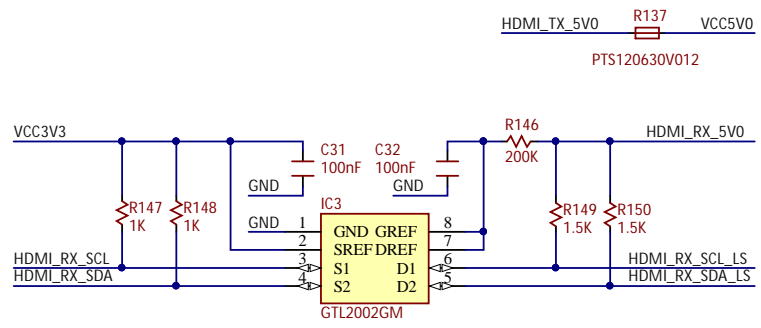 R137
HDMI_TX_5V0 VCC5V0
PTS120630V012
VCC3V3 R146 HDMI_RX_5V0
C31 C32
100nF 100nF 200K
GND GND
R147 R148 IC3 R149 R150
1K 1K 1.5K 1.5K
GND 1 GND GREF 8
2 SREF DREF 7
HDMI_RX_SCL 3 S1 D1 6 HDMI_RX_SCL_LS
HDMI_RX_SDA 4 S2 D2 5 HDMI_RX_SDA_LS
GTL2002GM